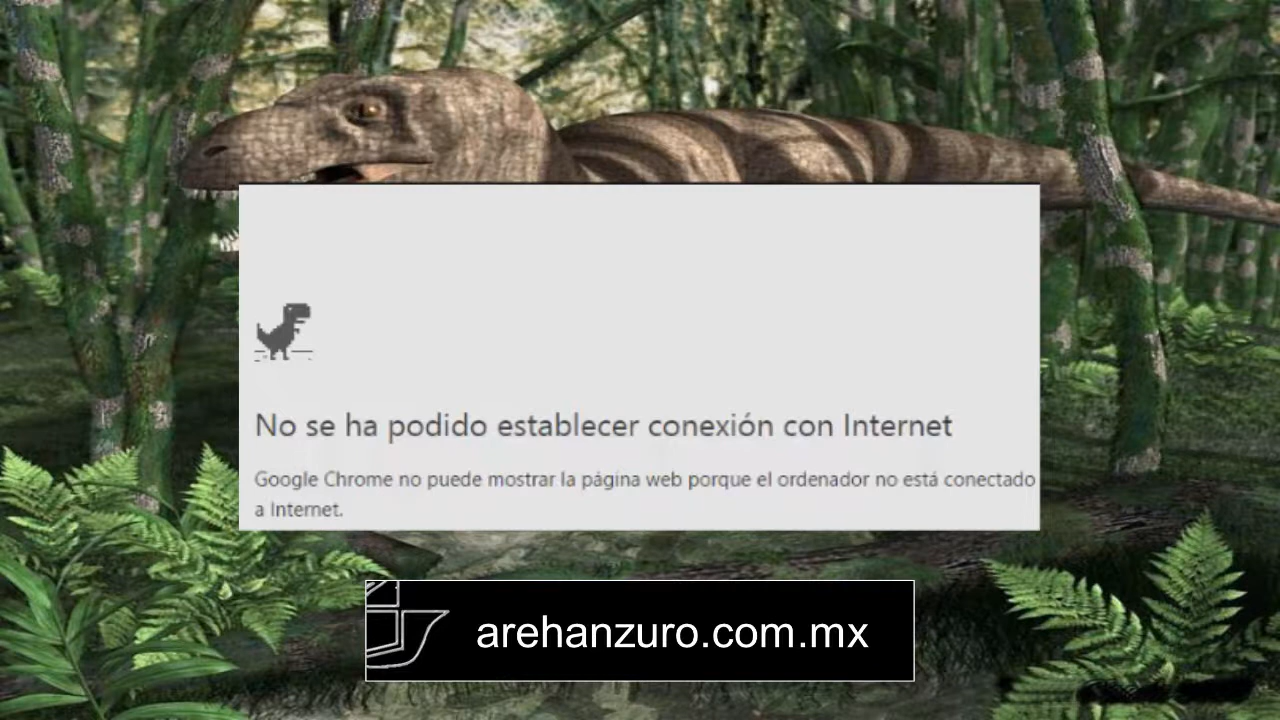 No se ha podido establecer conexión con Internet
Google Chrome no puede mostrar la página web porque el ordenador no está conectado
a Internet.
arehanzuro.com.mx